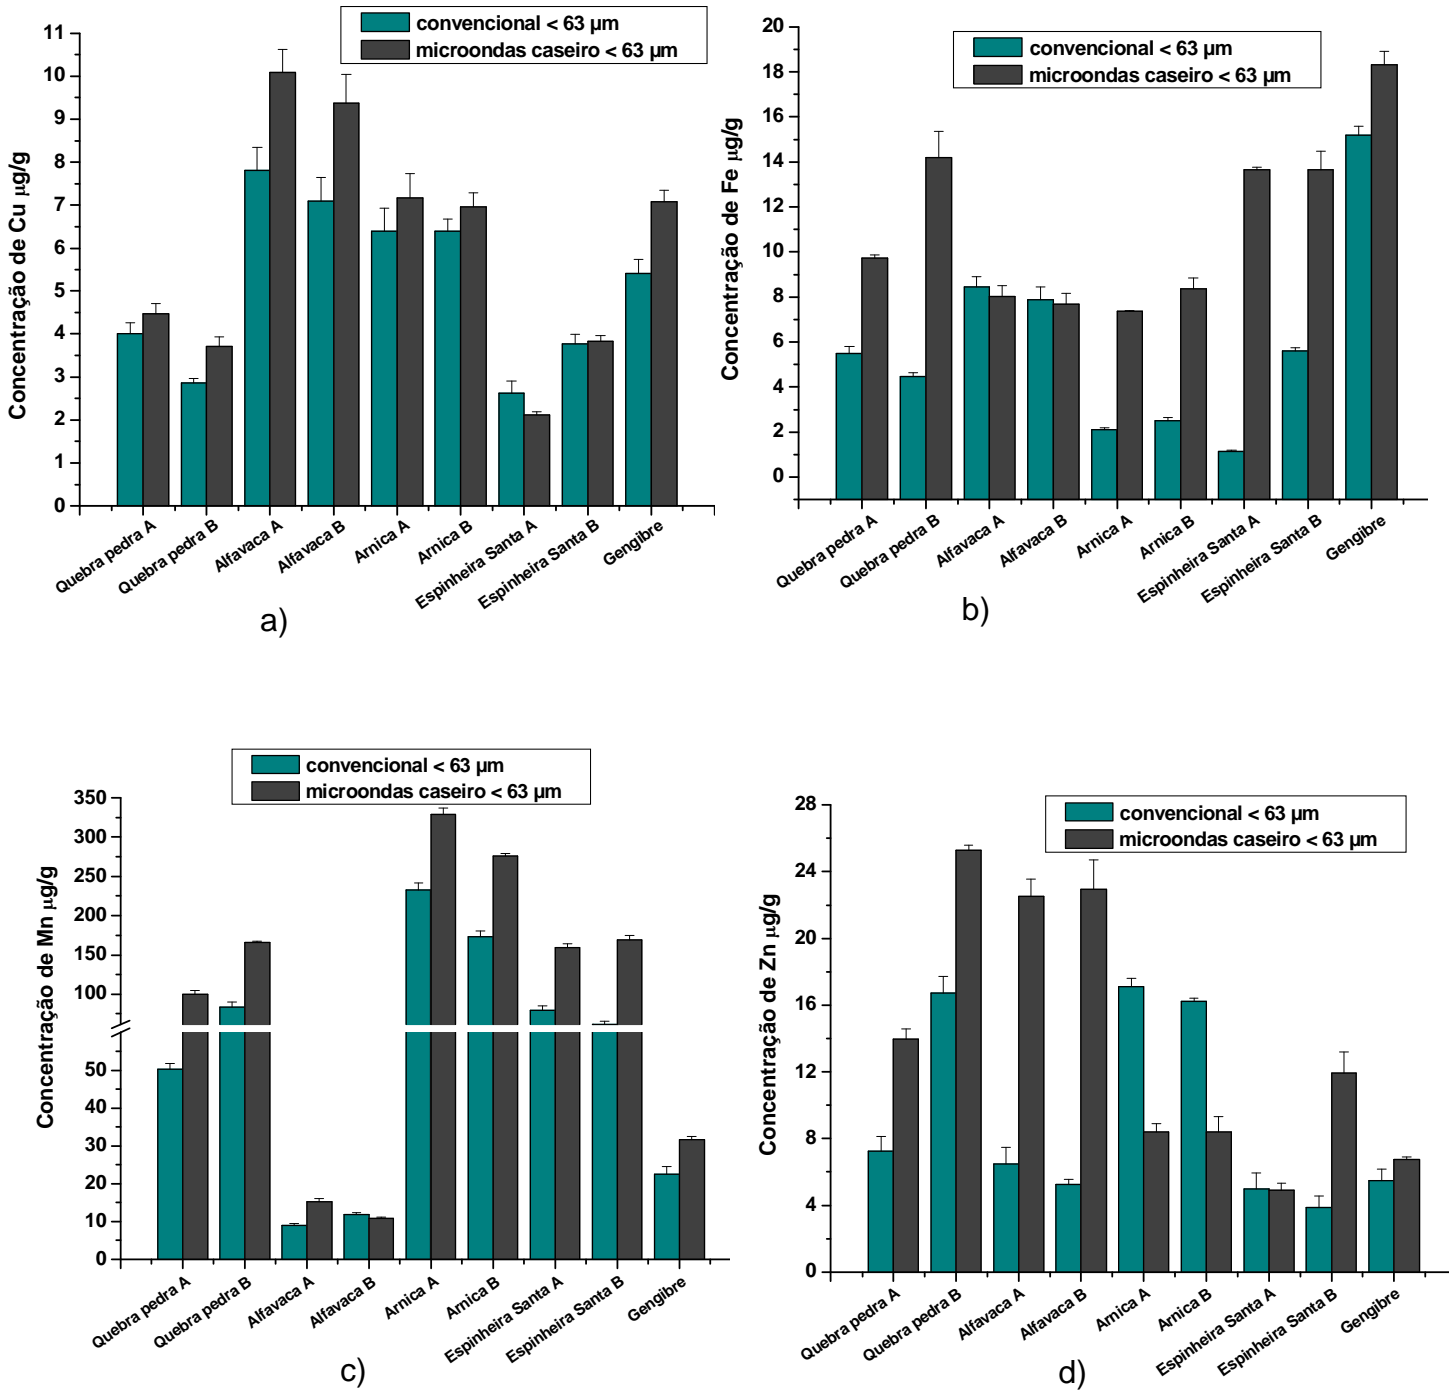 convencional < 63 µm
microondas caseiro < 63 µm
Concentração de Cu µg/g
11
10
9
8
7
6
5
4
3
2
1
0
Quebra pedra A
Quebra pedra B
Alfavaca A
Alfavaca B
Arnica A
Arnica B
Espinheira Santa A
Espinheira Santa B
Gengibre
a)
convencional < 63 µm
microondas caseiro < 63 µm
Concentração de Fe µg/g
20
18
16
14
12
10
8
6
4
2
0
Quebra pedra A
Quebra pedra B
Alfavaca A
Alfavaca B
Arnica A
Arnica B
Espinheira Santa A
Espinheira Santa B
Gengibre
b)
convencional < 63 µm
microondas caseiro < 63 µm
Concentração de Mn µg/g
350
300
250
200
150
100
50
40
30
20
10
0
Quebra pedra A
Quebra pedra B
Alfavaca A
Alfavaca B
Arnica A
Arnica B
Espinheira Santa A
Espinheira Santa B
Gengibre
c)
convencional < 63 µm
microondas caseiro < 63 µm
Concentração de Zn µg/g
28
24
20
16
12
8
4
0
Quebra pedra A
Quebra pedra B
Alfavaca A
Alfavaca B
Arnica A
Arnica B
Espinheira Santa A
Espinheira Santa B
Gengibre
d)